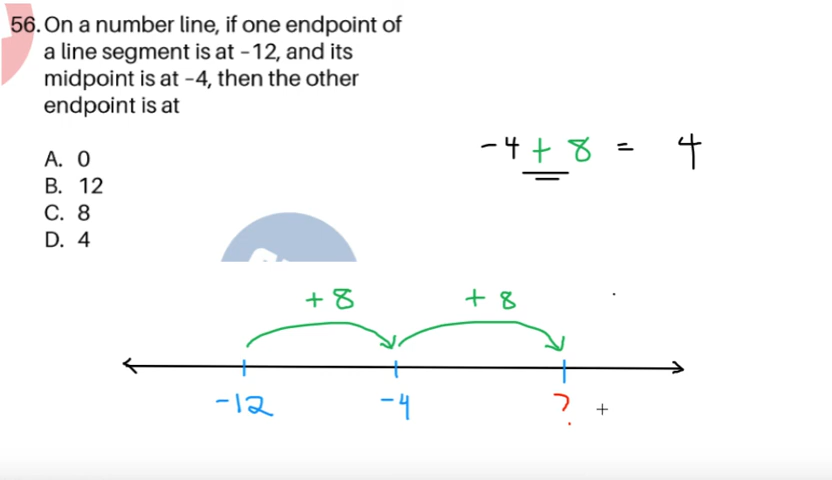 56. On a number line, if one endpoint of
a line segment is at -12, and its
midpoint is at -4, then the other
endpoint is at
-4 + 8 = 4
A. 0
B. 12
C. 8
D. 4
+8 +8
-12 -4 ?